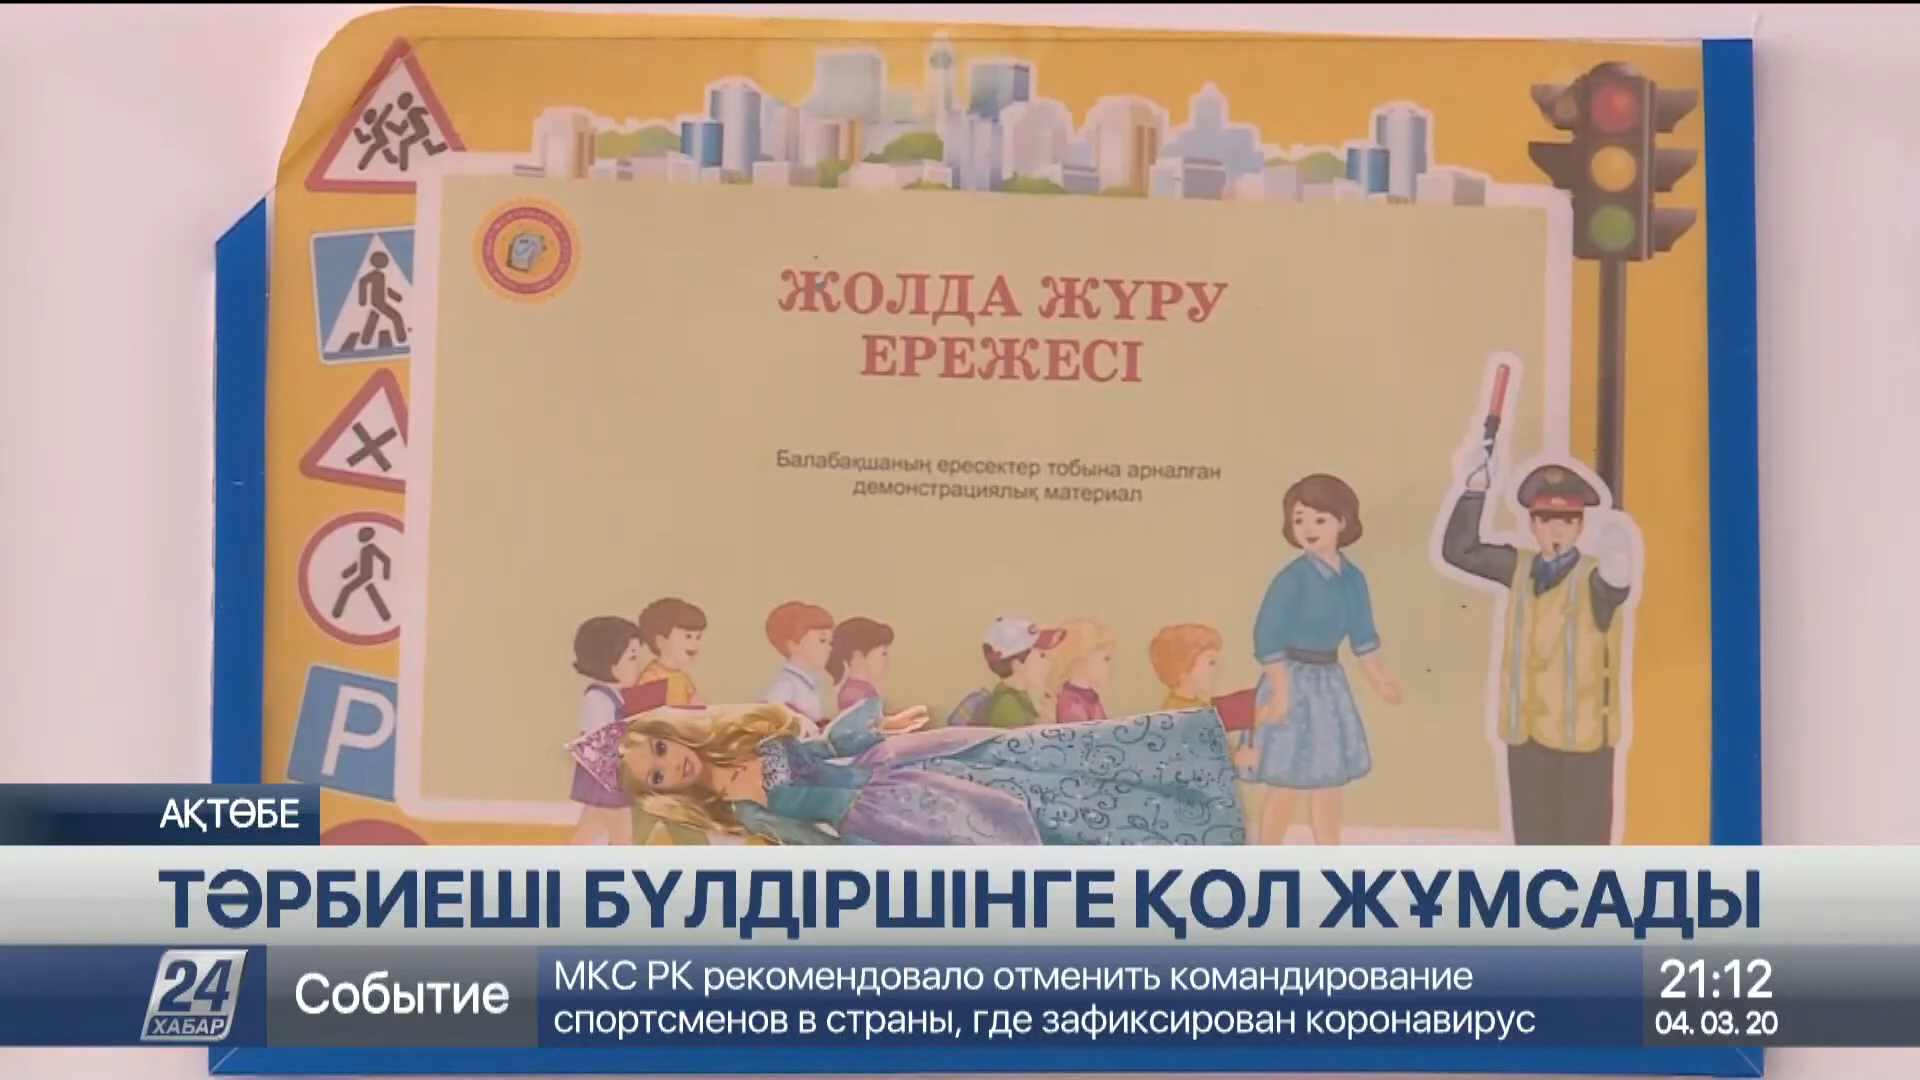 ЖОЛДА ЖҮРУ
ЕРЕЖЕСІ
Балабақшаның ересектер тобына арналған
демонстрациялық материал
P
АҚТӨБЕ
ТӘРБИЕШІ БҮЛДІРШІНГЕ ҚОЛ ЖҰМСАДЫ
24
ХАБАР
Событие
МКС РК рекомендовало отменить командирование
спортсменов в страны, где зафиксирован коронавирус
21:12
04. 03. 20